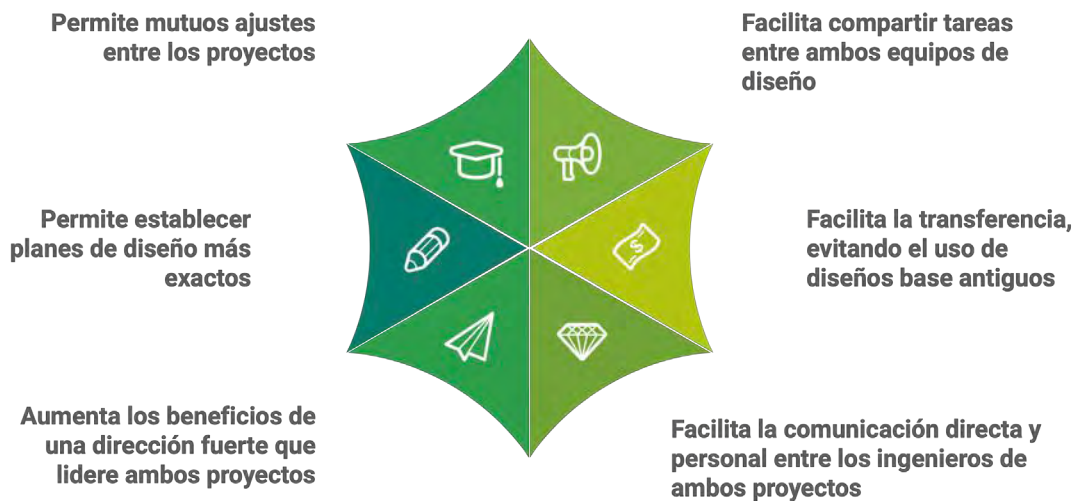 Permite mutuos ajustes
entre los proyectos
Facilita compartir tareas
entre ambos equipos de
diseño
Permite establecer
planes de diseño más
exactos
Facilita la transferencia,
evitando el uso de
diseños base antiguos
Aumenta los beneficios de
una dirección fuerte que
lidere ambos proyectos
Facilita la comunicación directa y
personal entre los ingenieros de
ambos proyectos